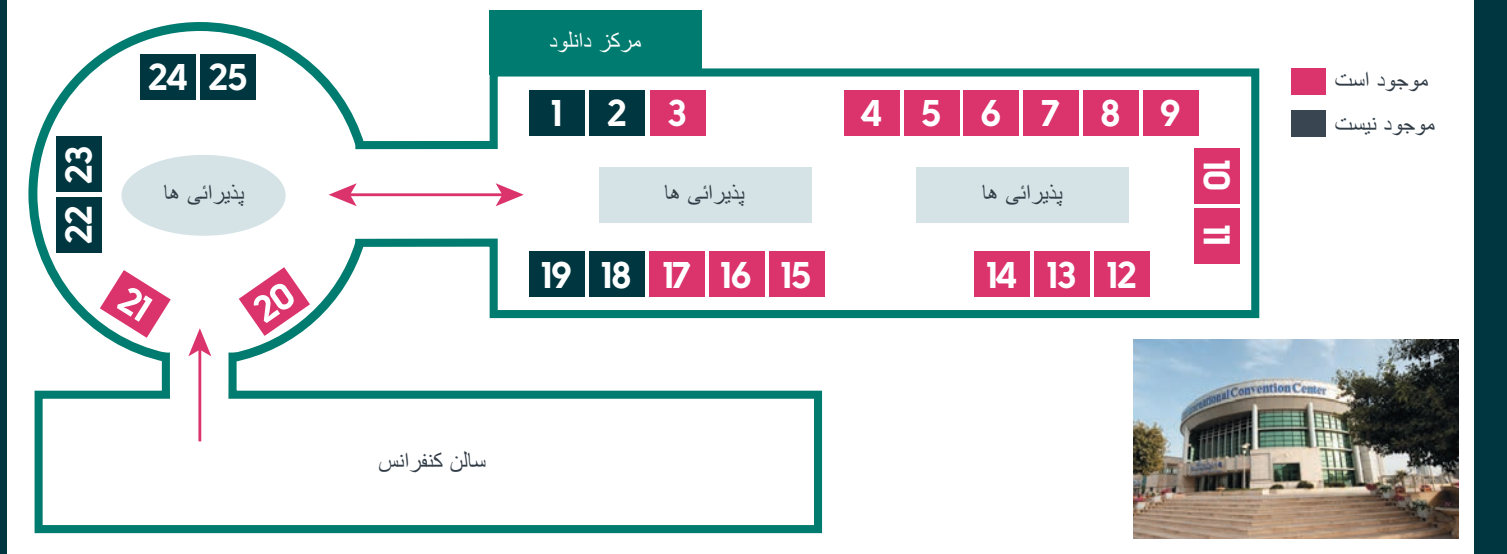 مرکز دانلود
24 25
1 2 3 4 5 6 7 8 9
موجود است
موجود نیست
23
22
10
11
پذیرائی ها
پذیرائی ها
پذیرائی ها
21 20
19 18 17 16 15 14 13 12
سالن کنفرانس
Convention Center